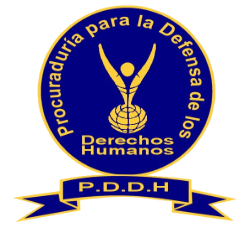 Procuraduría para la Defensa de los
Derechos
Humanos
P.D.D.H